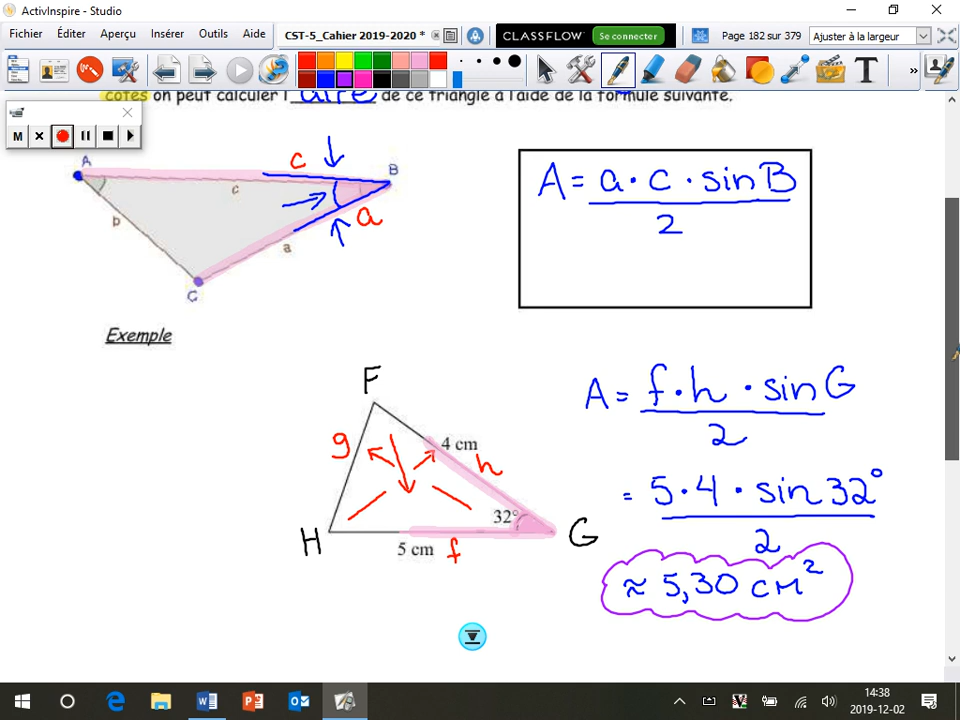 ActivInspire - Studio
Fichier Éditer Aperçu Insérer Outils Aide CST-5_Cahier 2019-2020 * CLASSFLOW Se connecter Page 182 sur 379 Ajuster à la largeur
T »
côtés on peut calculer l'aire de ce triangle à l'aide de la formule suivante.
M
A c B
c
b a
a
C
A = a · c · sin B
2
Exemple
F
g 4 cm
h
32°
H G
5 cm f
A = f · h · sin G
2
= 5 · 4 · sin 32°
2
≈ 5,30 cm²
14:38
2019-12-02